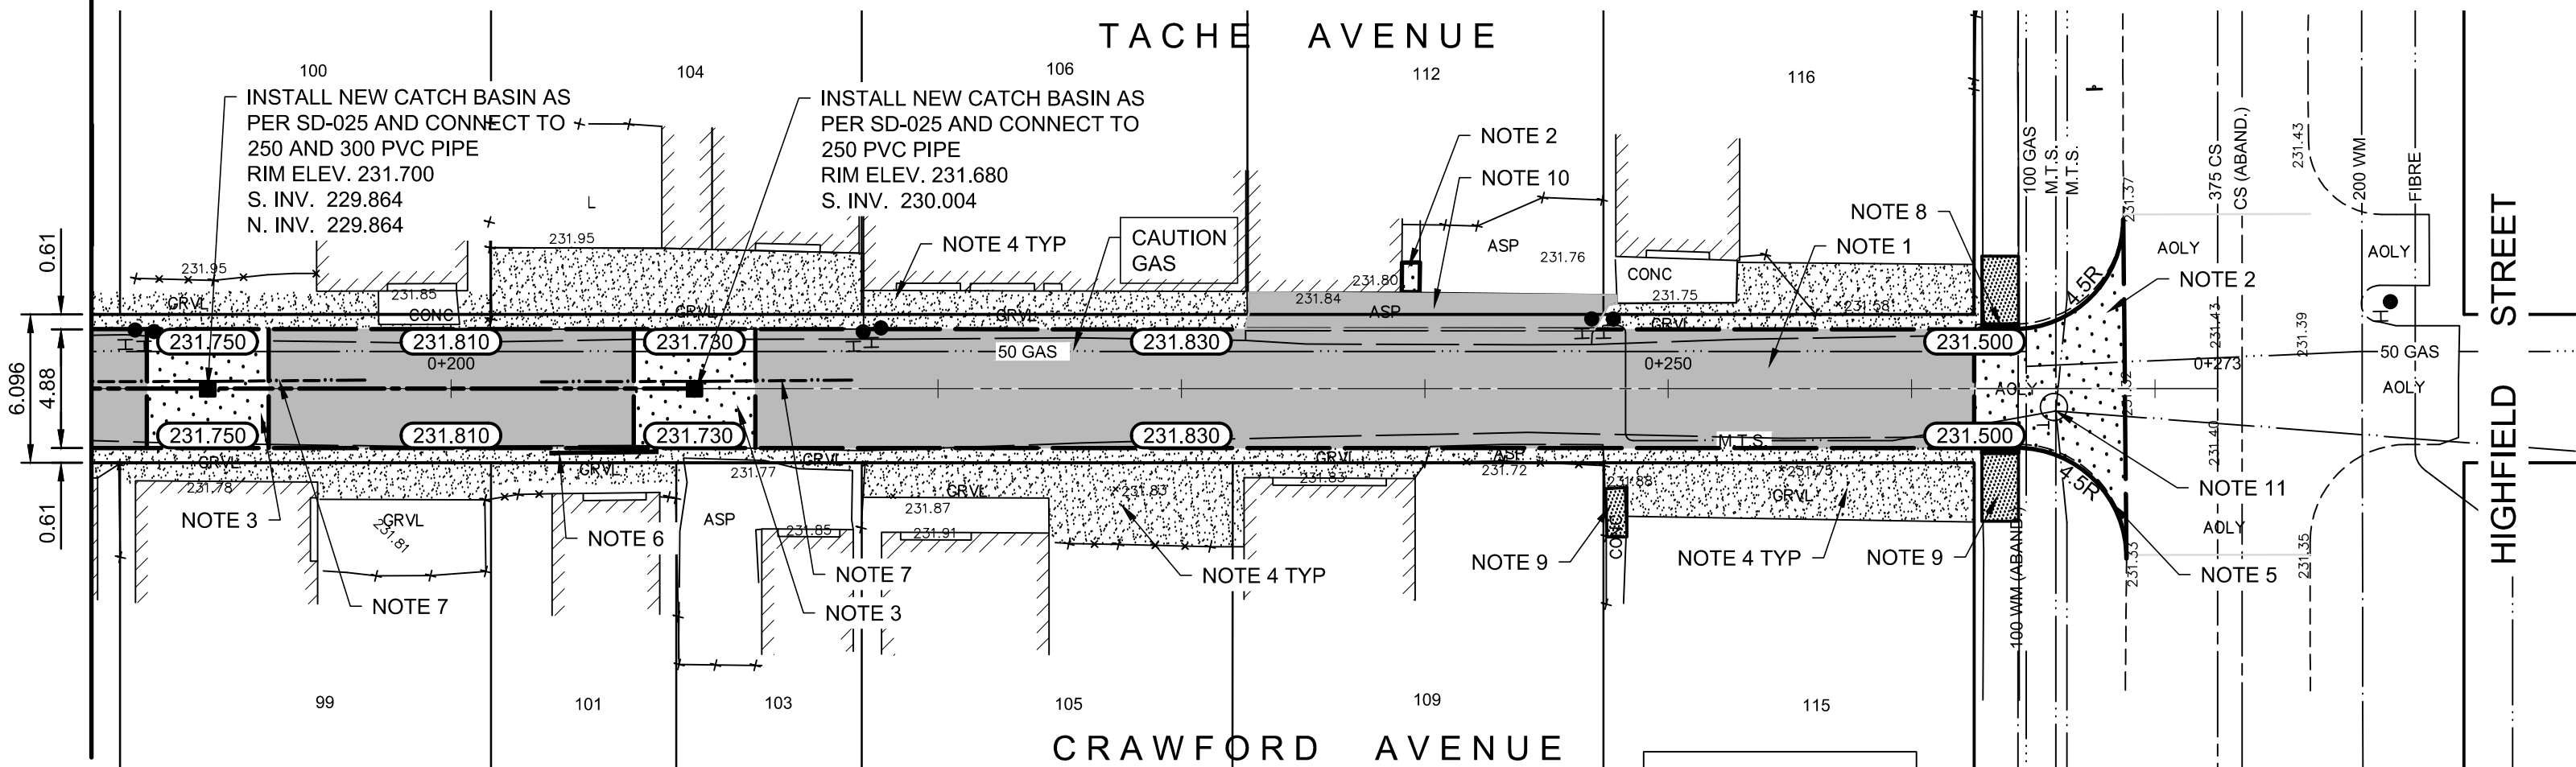 TACHE AVENUE
100
104
106
112
116
INSTALL NEW CATCH BASIN AS
PER SD-025 AND CONNECT TO
250 AND 300 PVC PIPE
RIM ELEV. 231.700
S. INV. 229.864
N. INV. 229.864
INSTALL NEW CATCH BASIN AS
PER SD-025 AND CONNECT TO
250 PVC PIPE
RIM ELEV. 231.680
S. INV. 230.004
NOTE 2
NOTE 10
NOTE 8
NOTE 1
NOTE 4 TYP
CAUTION
GAS
L
231.95
231.95
231.85
GRVL
CONC
GRVL
GRVL
231.84
231.80
ASP
231.76
ASP
CONC
231.75
GRVL
231.58
100 GAS
M.T.S.
M.T.S.
231.37
375 CS
CS (ABAND.)
231.43
200 WM
FIBRE
AOLY
AOLY
NOTE 2
4.5R
0.61
6.096
4.88
0.61
231.750
231.810
231.730
231.830
231.500
0+200
50 GAS
0+250
0+273
50 GAS
AOLY
AOLY
231.43
231.39
231.32
231.40
231.750
231.810
231.730
231.830
231.500
M.T.S.
GRVL
231.78
GRVL
231.77
GRVL
GRVL
231.87
231.83
GRVL
231.83
ASP
231.72
231.88
231.75
GRVL
4.5R
NOTE 11
NOTE 3
GRVL
231.81
NOTE 6
ASP
231.85
231.91
NOTE 7
NOTE 4 TYP
NOTE 9
CONC
NOTE 4 TYP
NOTE 9
100 WM (ABAND.)
231.33
AOLY
231.35
NOTE 5
NOTE 7
NOTE 3
99
101
103
105
109
115
CRAWFORD AVENUE
HIGHFIELD STREET